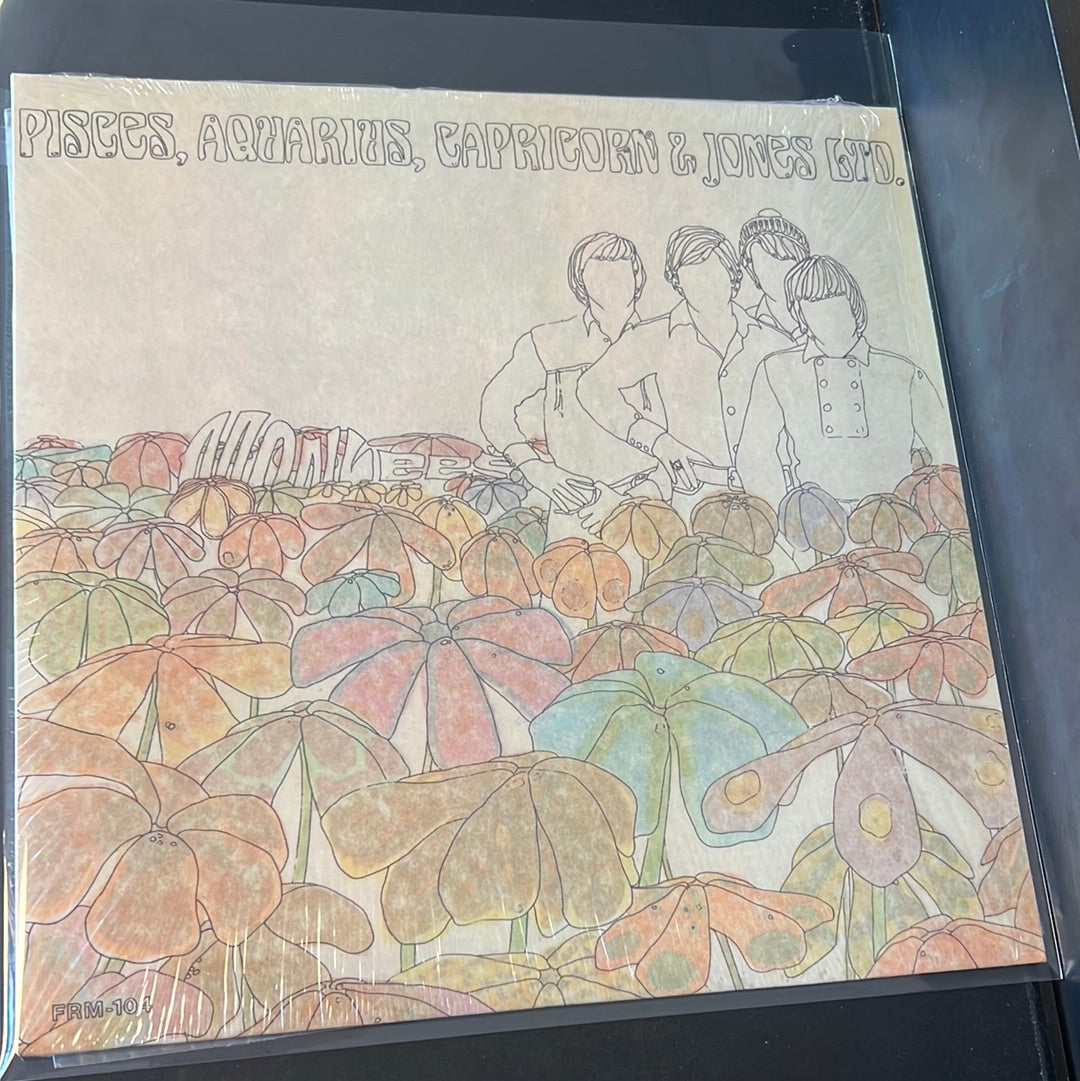 PISCES, AQUARIUS, CAPRICORN & JONES LTD.
MONKEES
FRM-104